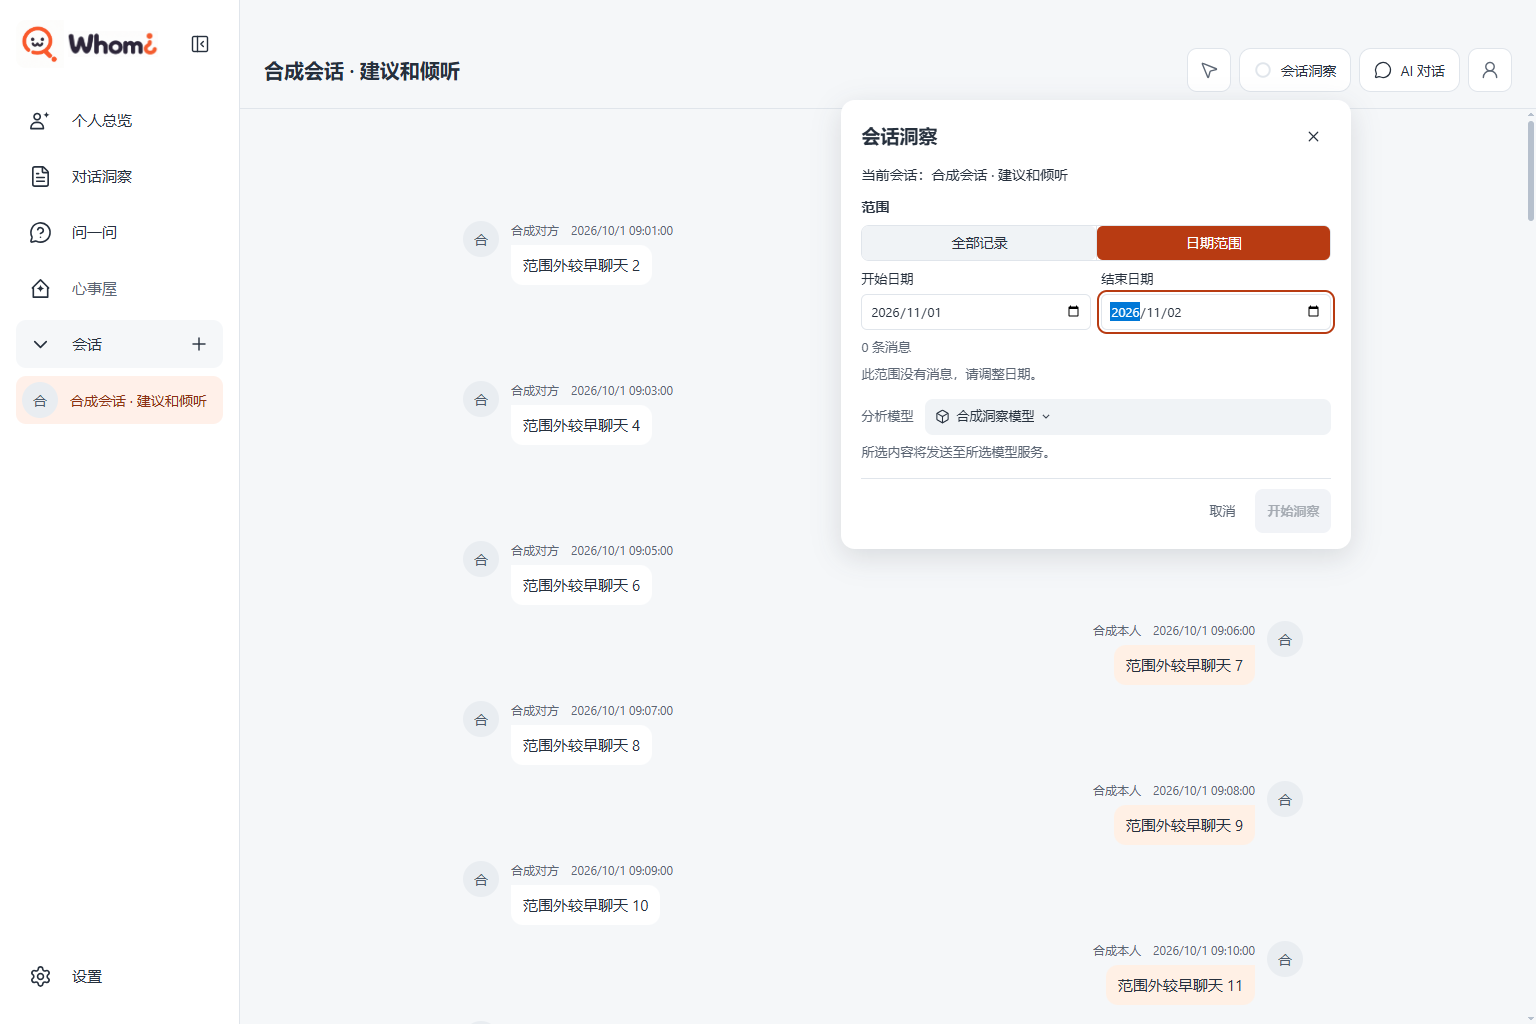 Whomi
个人总览
对话洞察
问一问
心事屋
会话
合 合成会话 · 建议和倾听
设置
合成会话 · 建议和倾听
会话洞察
AI 对话
合成对方 2026/10/1 09:01:00
合
范围外较早聊天 2
合成对方 2026/10/1 09:03:00
合
范围外较早聊天 4
合成对方 2026/10/1 09:05:00
合
范围外较早聊天 6
合成本人 2026/10/1 09:06:00
合
范围外较早聊天 7
合成对方 2026/10/1 09:07:00
合
范围外较早聊天 8
合成本人 2026/10/1 09:08:00
合
范围外较早聊天 9
合成对方 2026/10/1 09:09:00
合
范围外较早聊天 10
合成本人 2026/10/1 09:10:00
合
范围外较早聊天 11
会话洞察
当前会话：合成会话 · 建议和倾听
范围
全部记录 日期范围
开始日期 结束日期
2026/11/01 2026/11/02
0 条消息
此范围没有消息，请调整日期。
分析模型 合成洞察模型
所选内容将发送至所选模型服务。
取消 开始洞察